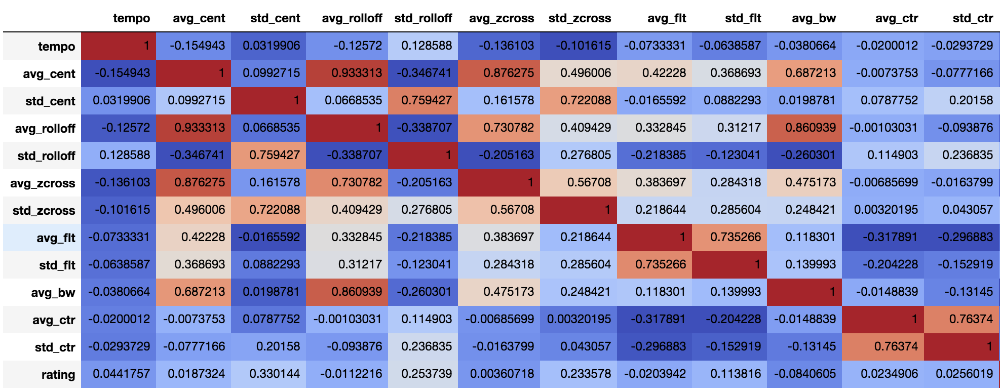 tempo avg_cent std_cent avg_rolloff std_rolloff avg_zcross std_zcross avg_flt std_flt avg_bw avg_ctr std_ctr
tempo 1 -0.154943 0.0319906 -0.12572 0.128588 -0.136103 -0.101615 -0.0733331 -0.0638587 -0.0380664 -0.0200012 -0.0293729
avg_cent -0.154943 1 0.0992715 0.933313 -0.346741 0.876275 0.496006 0.42228 0.368693 0.687213 -0.0073753 -0.0777166
std_cent 0.0319906 0.0992715 1 0.0668535 0.759427 0.161578 0.722088 -0.0165592 0.0882293 0.0198781 0.0787752 0.20158
avg_rolloff -0.12572 0.933313 0.0668535 1 -0.338707 0.730782 0.409429 0.332845 0.31217 0.860939 -0.00103031 -0.093876
std_rolloff 0.128588 -0.346741 0.759427 -0.338707 1 -0.205163 0.276805 -0.218385 -0.123041 -0.260301 0.114903 0.236835
avg_zcross -0.136103 0.876275 0.161578 0.730782 -0.205163 1 0.56708 0.383697 0.284318 0.475173 -0.00685699 -0.0163799
std_zcross -0.101615 0.496006 0.722088 0.409429 0.276805 0.56708 1 0.218644 0.285604 0.248421 0.00320195 0.043057
avg_flt -0.0733331 0.42228 -0.0165592 0.332845 -0.218385 0.383697 0.218644 1 0.735266 0.118301 -0.317891 -0.296883
std_flt -0.0638587 0.368693 0.0882293 0.31217 -0.123041 0.284318 0.285604 0.735266 1 0.139993 -0.204228 -0.152919
avg_bw -0.0380664 0.687213 0.0198781 0.860939 -0.260301 0.475173 0.248421 0.118301 0.139993 1 -0.0148839 -0.13145
avg_ctr -0.0200012 -0.0073753 0.0787752 -0.00103031 0.114903 -0.00685699 0.00320195 -0.317891 -0.204228 -0.0148839 1 0.76374
std_ctr -0.0293729 -0.0777166 0.20158 -0.093876 0.236835 -0.0163799 0.043057 -0.296883 -0.152919 -0.13145 0.76374 1
rating 0.0441757 0.0187324 0.330144 -0.0112216 0.253739 0.00360718 0.233578 -0.0203942 0.113816 -0.0840605 0.0234906 0.0256019